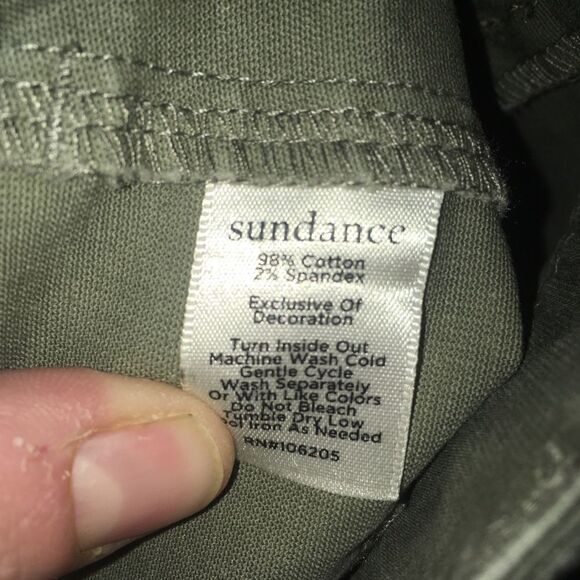 sundance
98% Cotton
2% Spandex
Exclusive Of
Decoration
Turn Inside Out
Machine Wash Cold
Gentle Cycle
Wash Separately
Or With Like Colors
Do Not Bleach
Tumble Dry Low
ool Iron As Needed
RN#106205